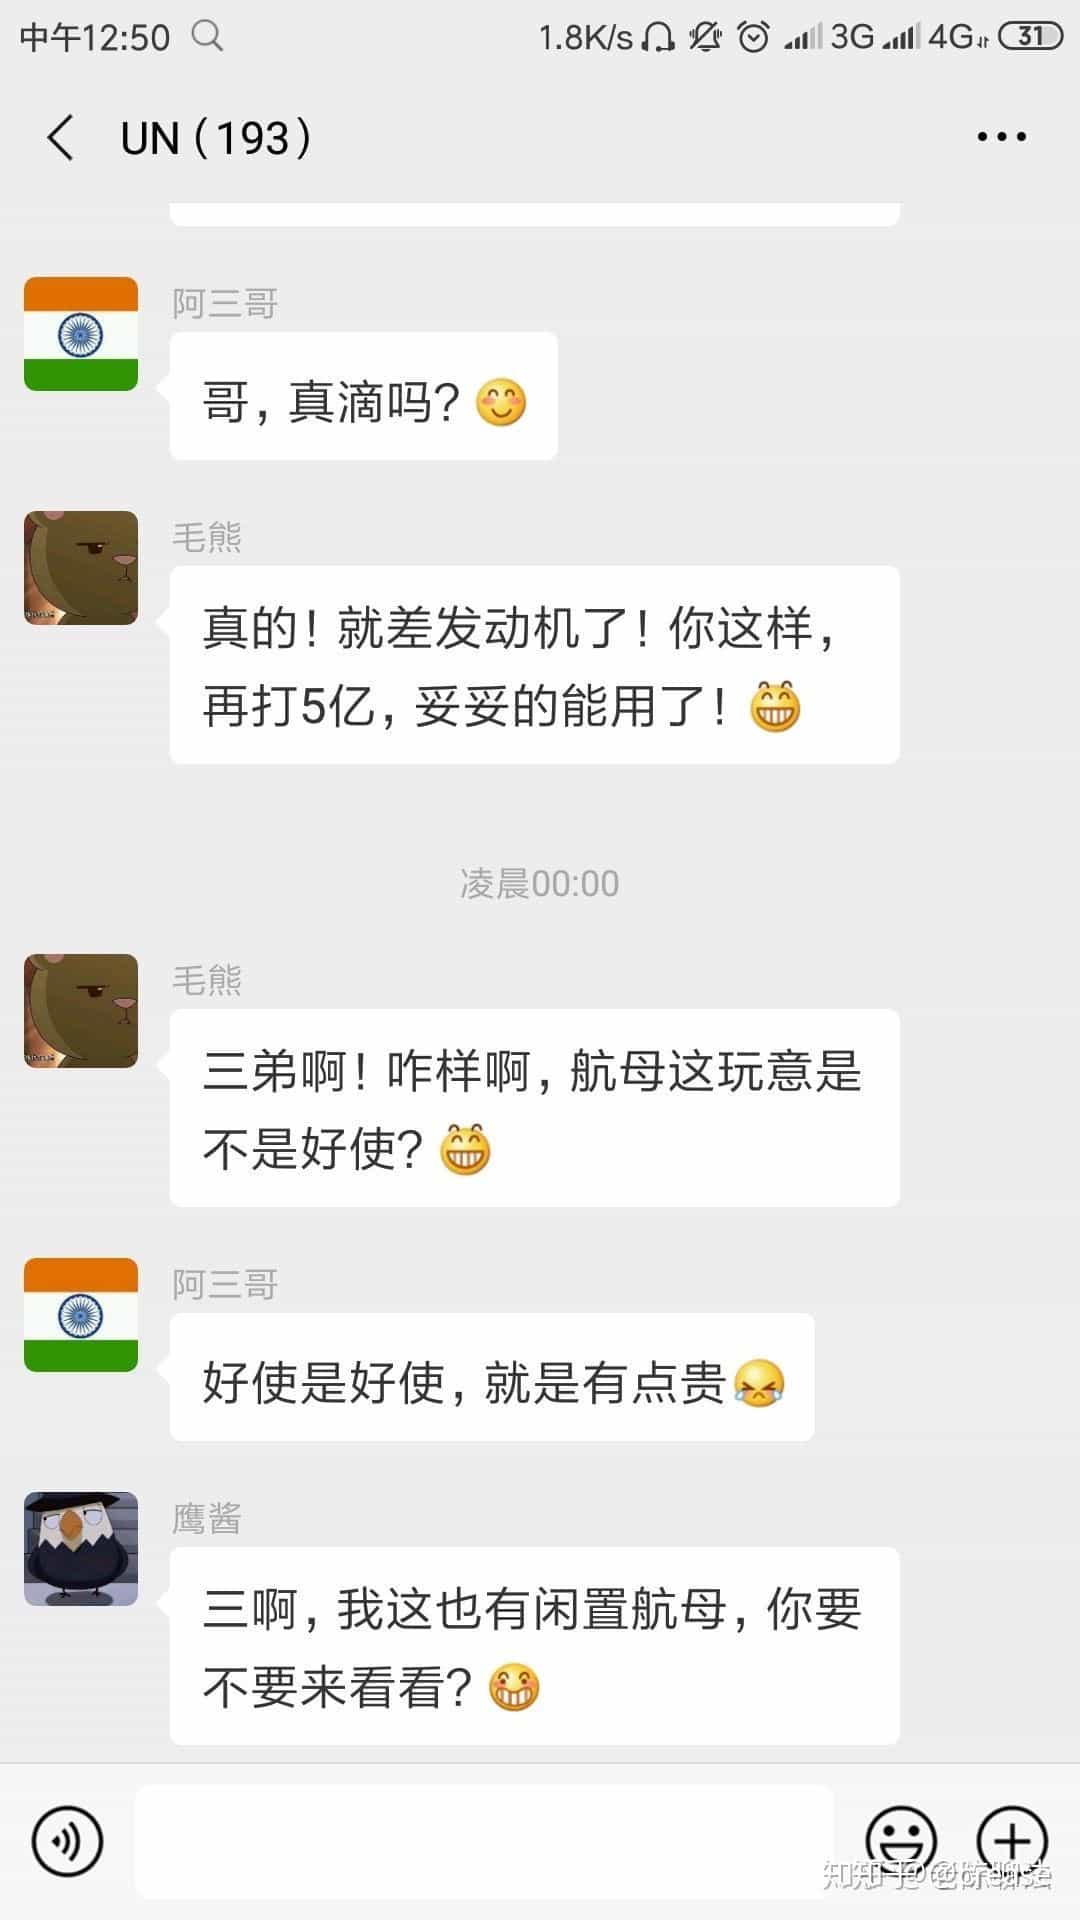 中午12:50 1.8K/s 3G 4G 31
UN（193）
阿三哥
哥，真滴吗？
毛熊
真的！就差发动机了！你这样，
再打5亿，妥妥的能用了！
凌晨00:00
毛熊
三弟啊！咋样啊，航母这玩意是
不是好使？
阿三哥
好使是好使，就是有点贵
鹰酱
三啊，我这也有闲置航母，你要
不要来看看？